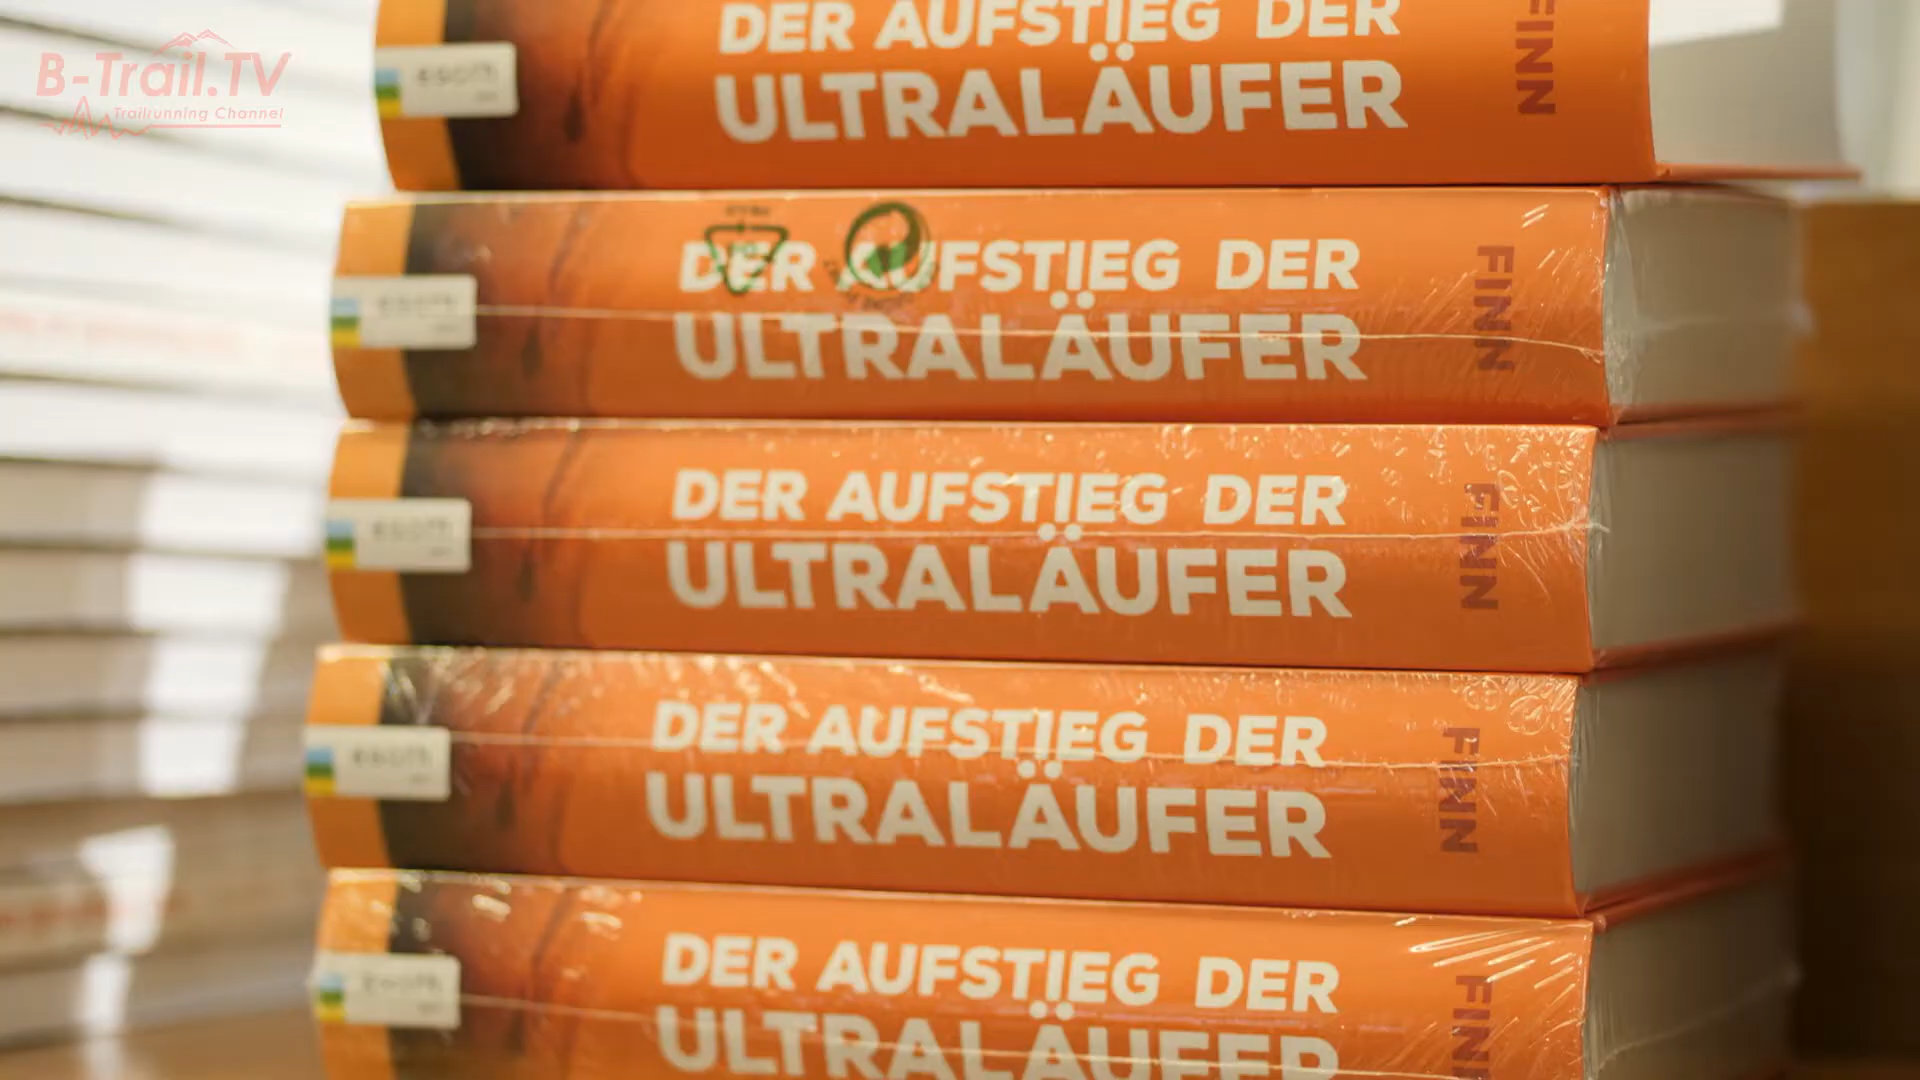 B-Trail.TV
Trailrunning Channel
DER AUFSTIEG DER
ULTRALÄUFER
FINN
DER AUFSTIEG DER
ULTRALÄUFER
FINN
DER AUFSTIEG DER
ULTRALÄUFER
FINN
DER AUFSTIEG DER
ULTRALÄUFER
FINN
DER AUFSTIEG DER
ULTRALÄUFER
FINN